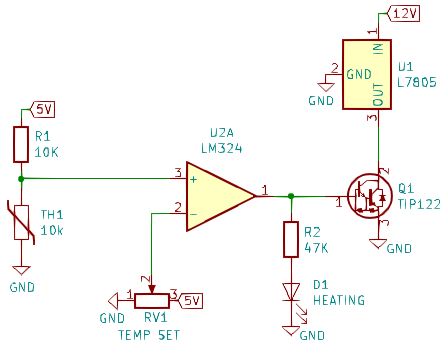 12V
1
IN
U1
2
GND
L7805
GND
OUT
3
5V
R1
10K
U2A
LM324
3
+
1
2
-
2
Q1
1
TIP122
3
GND
TH1
10k
GND
R2
47K
2
1
3
5V
GND
RV1
TEMP SET
D1
HEATING
GND